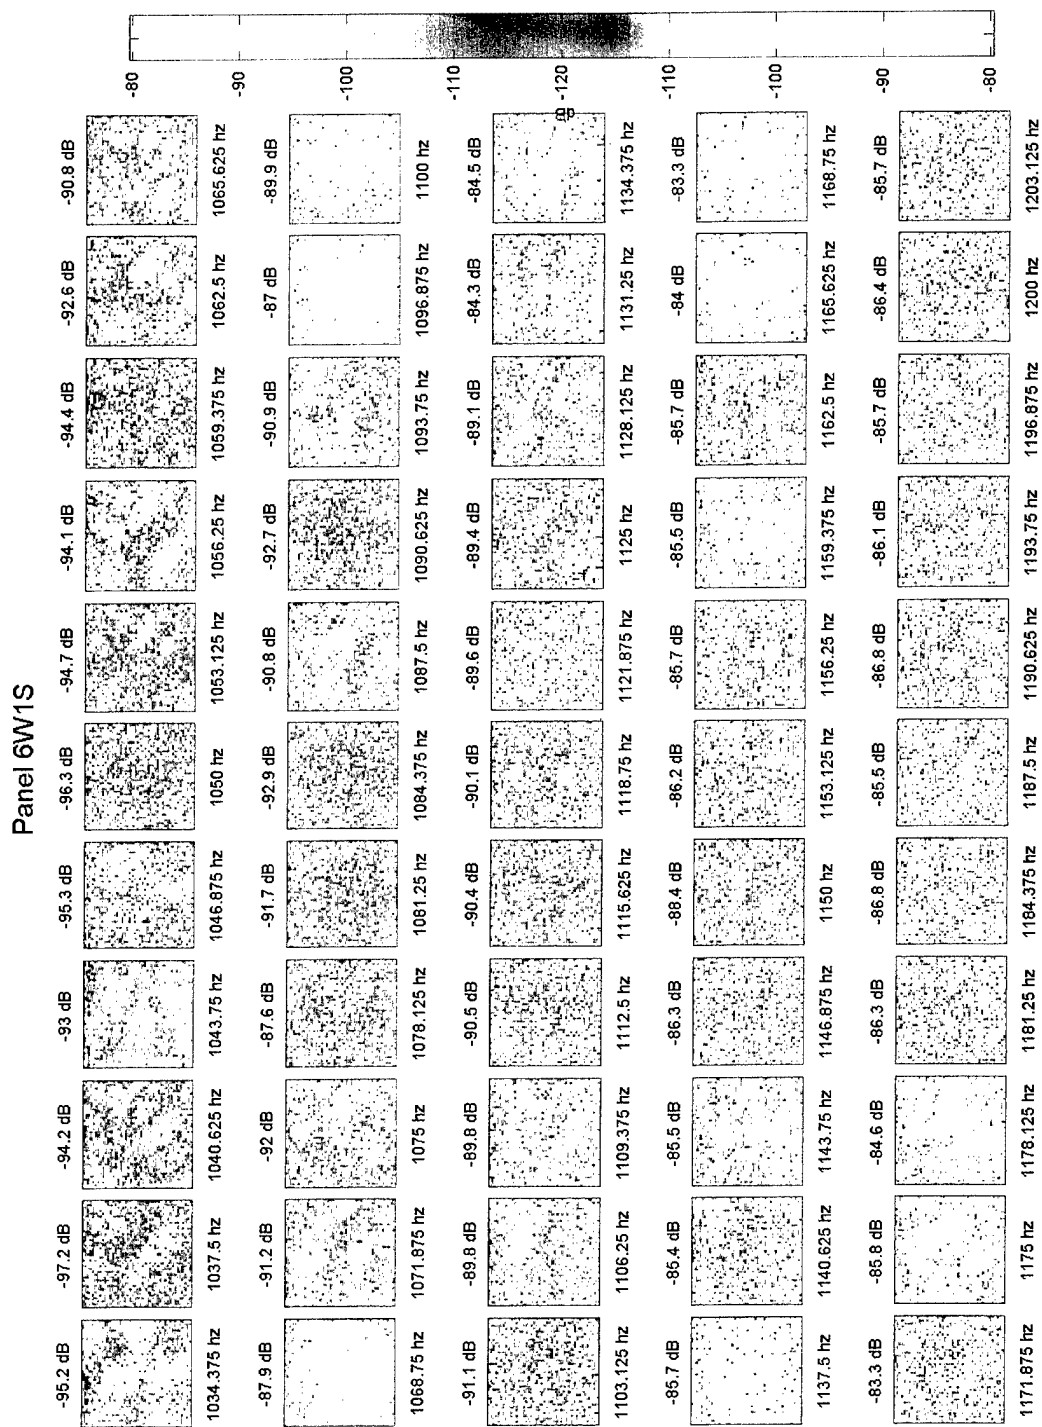 Panel 6W1S
-95.2 dB -97.2 dB -94.2 dB -93 dB -95.3 dB -96.3 dB -94.7 dB -94.1 dB -94.4 dB -92.6 dB -90.8 dB
1034.375 hz 1037.5 hz 1040.625 hz 1043.75 hz 1046.875 hz 1050 hz 1053.125 hz 1056.25 hz 1059.375 hz 1062.5 hz 1065.625 hz
-87.9 dB -91.2 dB -92 dB -87.6 dB -91.7 dB -92.9 dB -90.8 dB -92.7 dB -90.9 dB -87 dB -89.9 dB
1068.75 hz 1071.875 hz 1075 hz 1078.125 hz 1081.25 hz 1084.375 hz 1087.5 hz 1090.625 hz 1093.75 hz 1096.875 hz 1100 hz
-91.1 dB -89.8 dB -89.8 dB -90.5 dB -90.4 dB -90.1 dB -89.6 dB -89.4 dB -89.1 dB -84.3 dB -84.5 dB
1103.125 hz 1106.25 hz 1109.375 hz 1112.5 hz 1115.625 hz 1118.75 hz 1121.875 hz 1125 hz 1128.125 hz 1131.25 hz 1134.375 hz
-85.7 dB -85.4 dB -85.5 dB -86.3 dB -88.4 dB -86.2 dB -85.7 dB -85.5 dB -85.7 dB -84 dB -83.3 dB
1137.5 hz 1140.625 hz 1143.75 hz 1146.875 hz 1150 hz 1153.125 hz 1156.25 hz 1159.375 hz 1162.5 hz 1165.625 hz 1168.75 hz
-83.3 dB -85.8 dB -84.6 dB -86.3 dB -86.8 dB -85.5 dB -86.8 dB -86.1 dB -85.7 dB -86.4 dB -85.7 dB
1171.875 hz 1175 hz 1178.125 hz 1181.25 hz 1184.375 hz 1187.5 hz 1190.625 hz 1193.75 hz 1196.875 hz 1200 hz 1203.125 hz
-80
-90
-100
-110
-120
dB
-110
-100
-90
-80